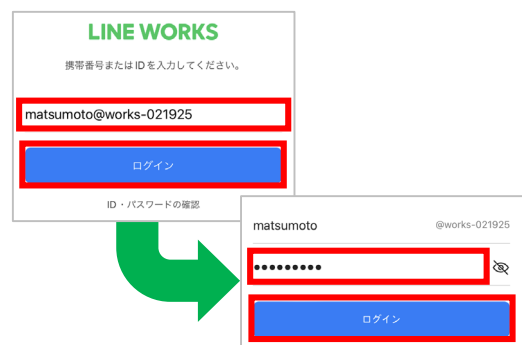 LINE WORKS
携帯番号またはIDを入力してください。
matsumoto@works-021925
ログイン
ID・パスワードの確認
matsumoto @works-021925
●●●●●●●●●
ログイン